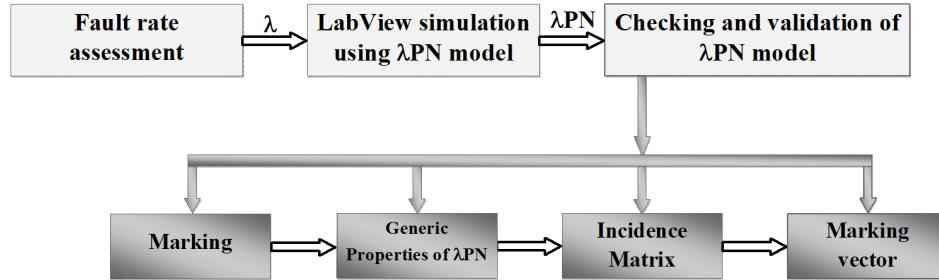 Fault rate
assessment
λ
LabView simulation
using λPN model
λPN
Checking and validation of
λPN model
Marking
Generic
Properties of λPN
Incidence
Matrix
Marking
vector